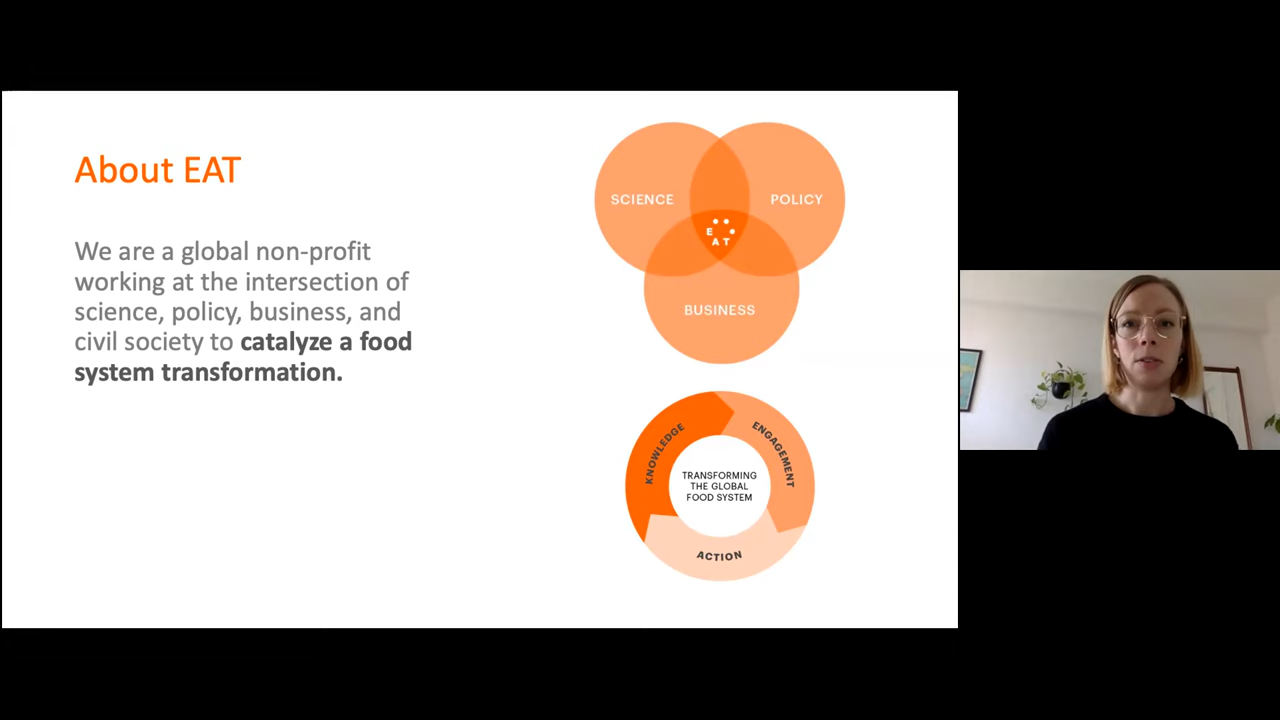 About EAT
We are a global non-profit
working at the intersection of
science, policy, business, and
civil society to catalyze a food
system transformation.
SCIENCE
POLICY
E
A T
BUSINESS
KNOWLEDGE
ENGAGEMENT
TRANSFORMING
THE GLOBAL
FOOD SYSTEM
ACTION